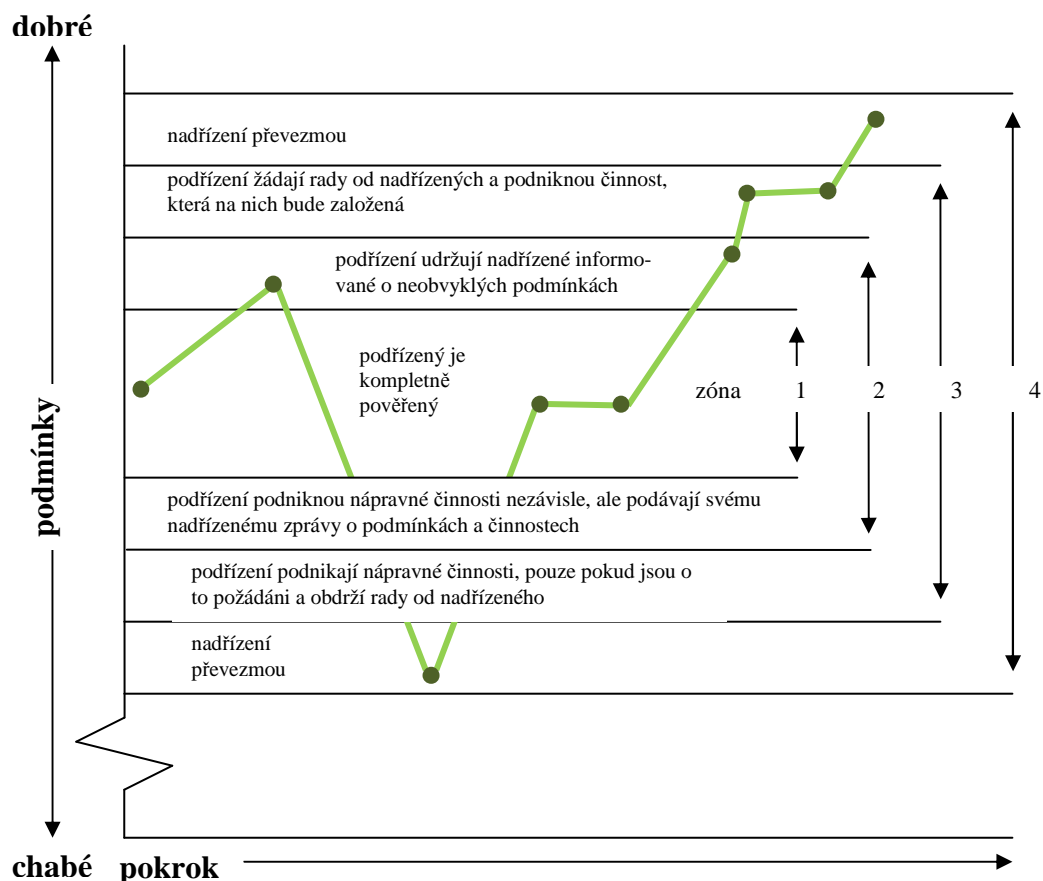 dobré
nadřízení převezmou
podřízení žádají rady od nadřízených a podniknou činnost,
která na nich bude založená
podřízení udržují nadřízené informo-
vané o neobvyklých podmínkách
podřízený je
kompletně
pověřený
zóna 1 2 3 4
podmínky
podřízení podniknou nápravné činnosti nezávisle, ale podávají svému
nadřízenému zprávy o podmínkách a činnostech
podřízení podnikají nápravné činnosti, pouze pokud jsou o
to požádáni a obdrží rady od nadřízeného
nadřízení
převezmou
chabé pokrok